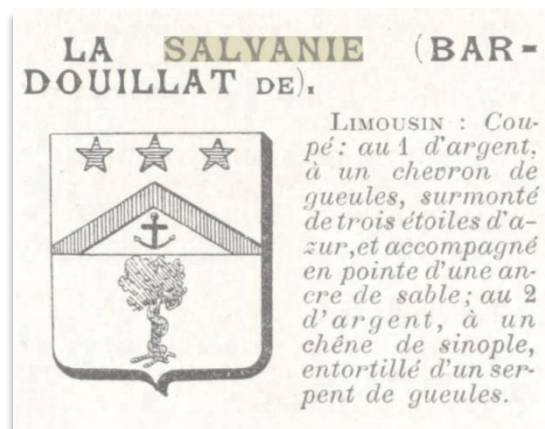 LA SALVANIE (BAR-
DOUILLAT DE).
LIMOUSIN : Cou-
pé: au 1 d'argent,
à un chevron de
gueules, surmonté
de trois étoiles d'a-
zur, et accompagné
en pointe d'une an-
cre de sable; au 2
d'argent, à un
chêne de sinople,
entortillé d'un ser-
pent de gueules.